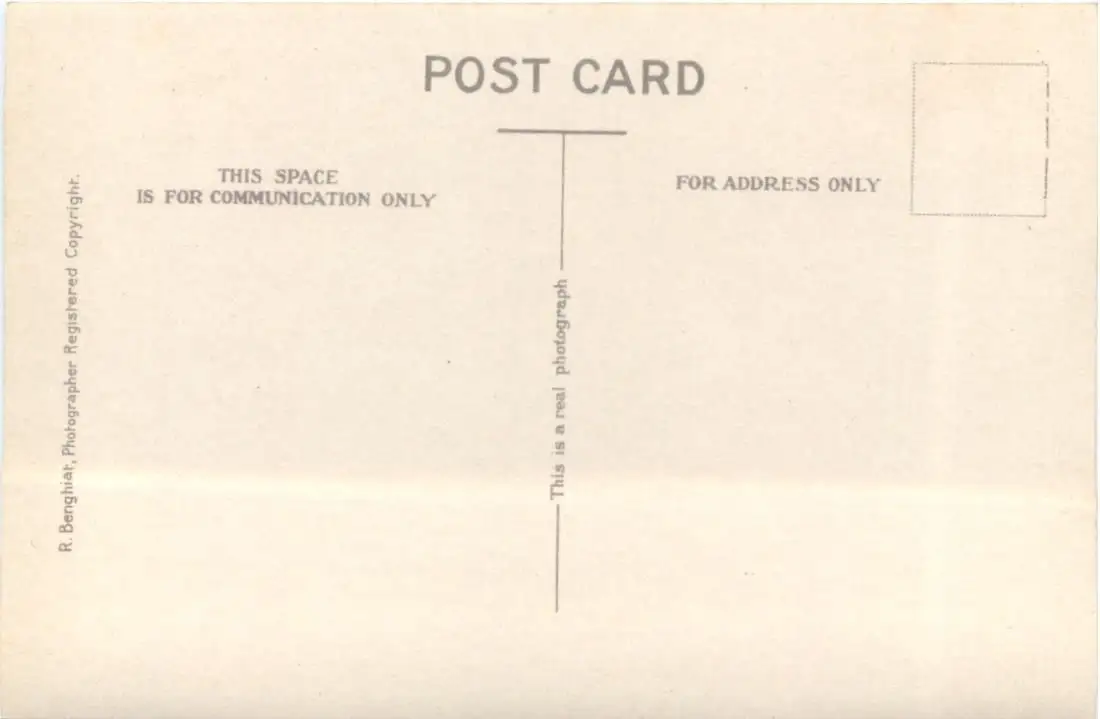 POST CARD
THIS SPACE
IS FOR COMMUNICATION ONLY
FOR ADDRESS ONLY
This is a real photograph
R. Benghiat, Photographer Registered Copyright.